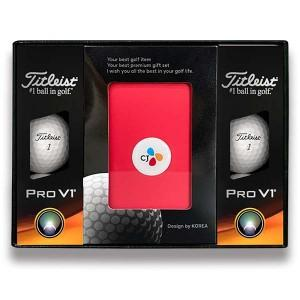 Titleist
#1 ball in golf.™
Titleist
1
PRO V1
Your best golf item
Your best premium gift set
I wish you all the best in your golf life.
CJ
Design by KOREA
Titleist
#1 ball in golf.™
Titleist
1
PRO V1